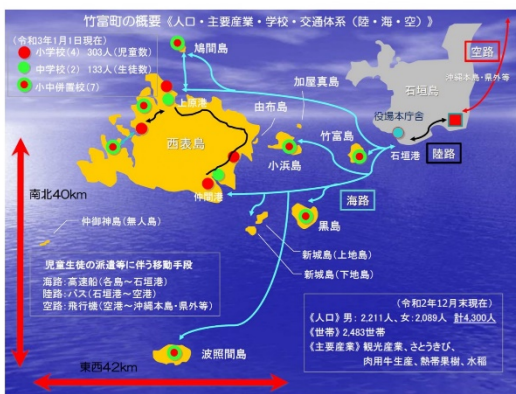 竹富町の概要《人口・主要産業・学校・交通体系(陸・海・空)》
(令和3年1月1日現在)
小学校(4) 303人(児童数)
中学校(2) 133人(生徒数)
小中併置校(7)
鳩間島
空路
沖縄本島・県外等
石垣島
加屋真島
上原港
由布島
竹富島
役場本庁舎
西表島
小浜島
石垣港
陸路
南北40km
仲間港
海路
黒島
仲御神島(無人島)
新城島(上地島)
新城島(下地島)
児童生徒の派遣等に伴う移動手段
海路:高速船(各島～石垣港)
陸路:バス(石垣港～空港)
空路:飛行機(空港～沖縄本島・県外等)
(令和2年12月末現在)
《人口》男:2,211人、女:2,089人 計4,300人
《世帯》2,483世帯
《主要産業》観光産業、さとうきび、
肉用牛生産、熱帯果樹、水稲
波照間島
東西42km